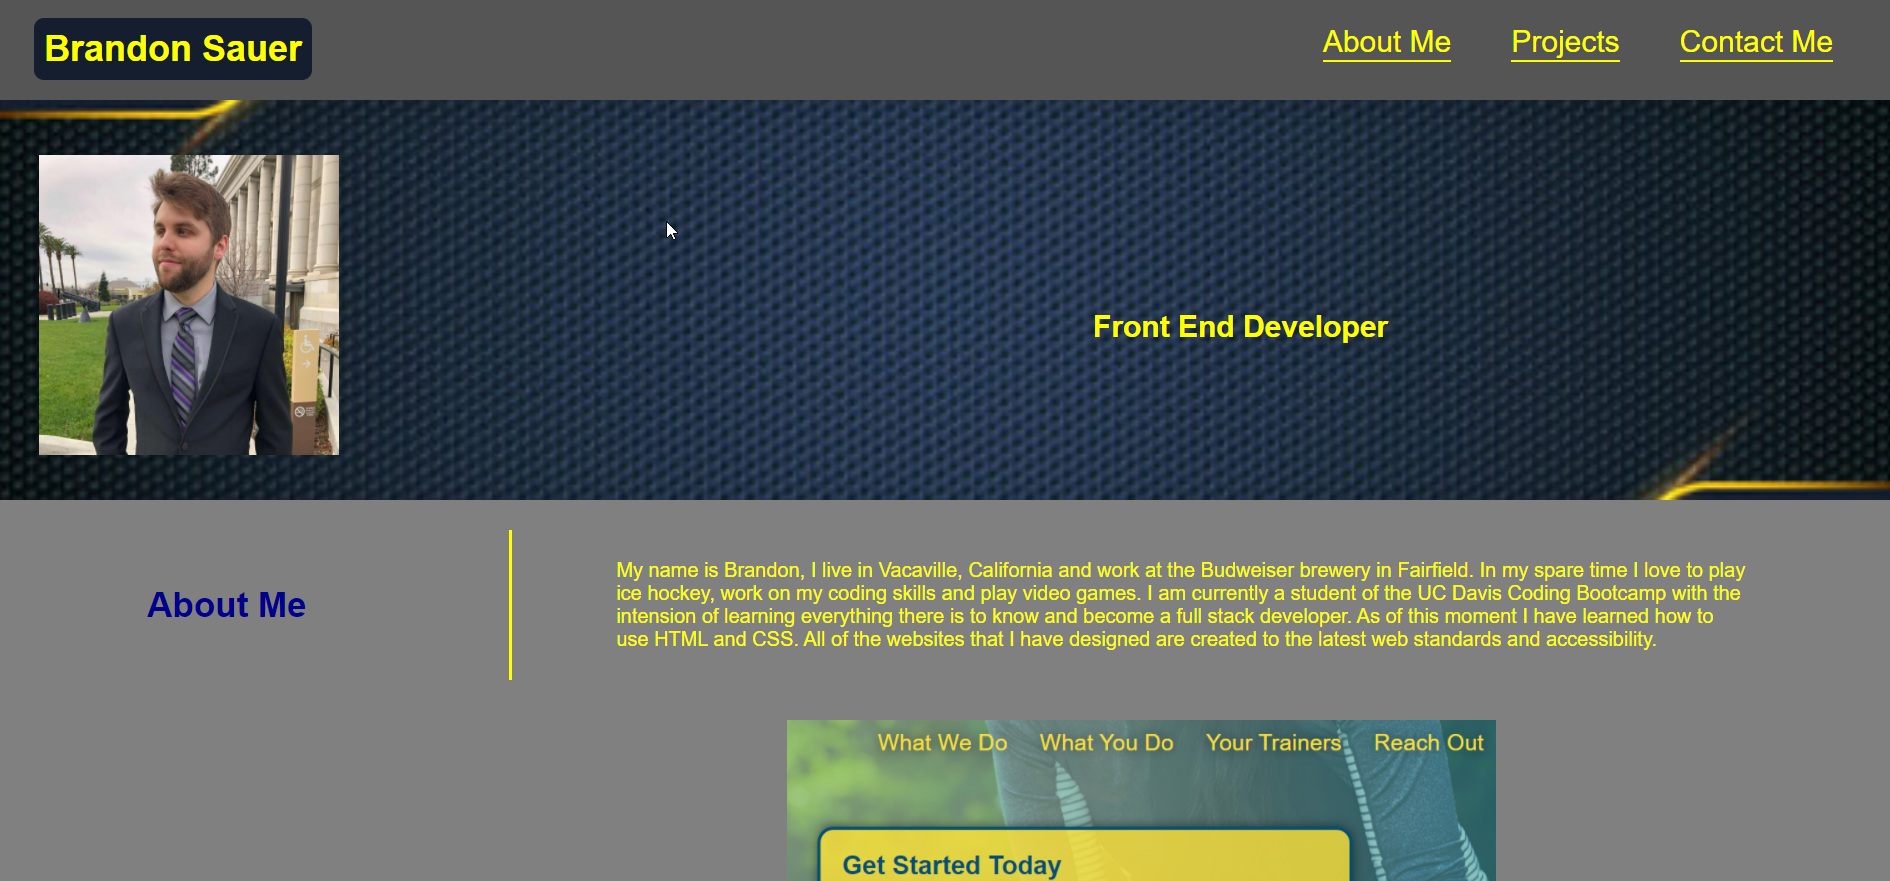 Brandon Sauer
About Me
Projects
Contact Me
Front End Developer
About Me
My name is Brandon, I live in Vacaville, California and work at the Budweiser brewery in Fairfield. In my spare time I love to play
ice hockey, work on my coding skills and play video games. I am currently a student of the UC Davis Coding Bootcamp with the
intension of learning everything there is to know and become a full stack developer. As of this moment I have learned how to
use HTML and CSS. All of the websites that I have designed are created to the latest web standards and accessibility.
What We Do
What You Do
Your Trainers
Reach Out
Get Started Today